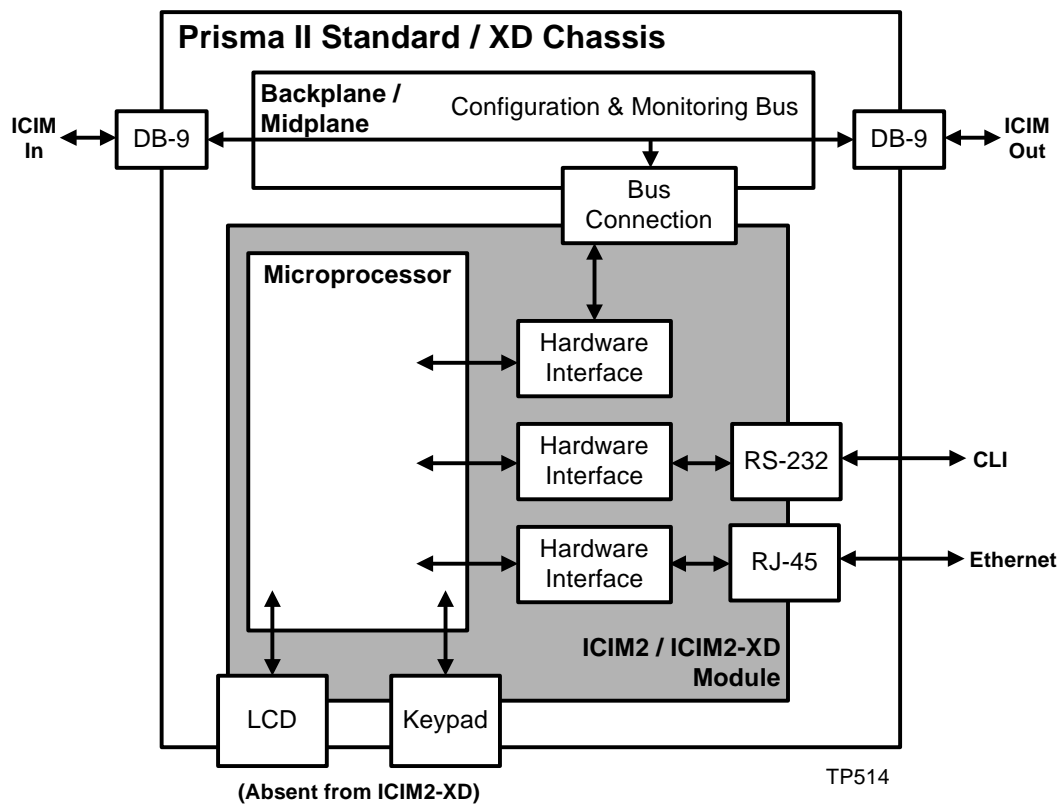 Prisma II Standard / XD Chassis
Backplane /
Midplane
Configuration & Monitoring Bus
ICIM
In
DB-9
DB-9
ICIM
Out
Bus
Connection
Microprocessor
Hardware
Interface
Hardware
Interface
RS-232
CLI
Hardware
Interface
RJ-45
Ethernet
ICIM2 / ICIM2-XD
Module
LCD
Keypad
TP514
(Absent from ICIM2-XD)